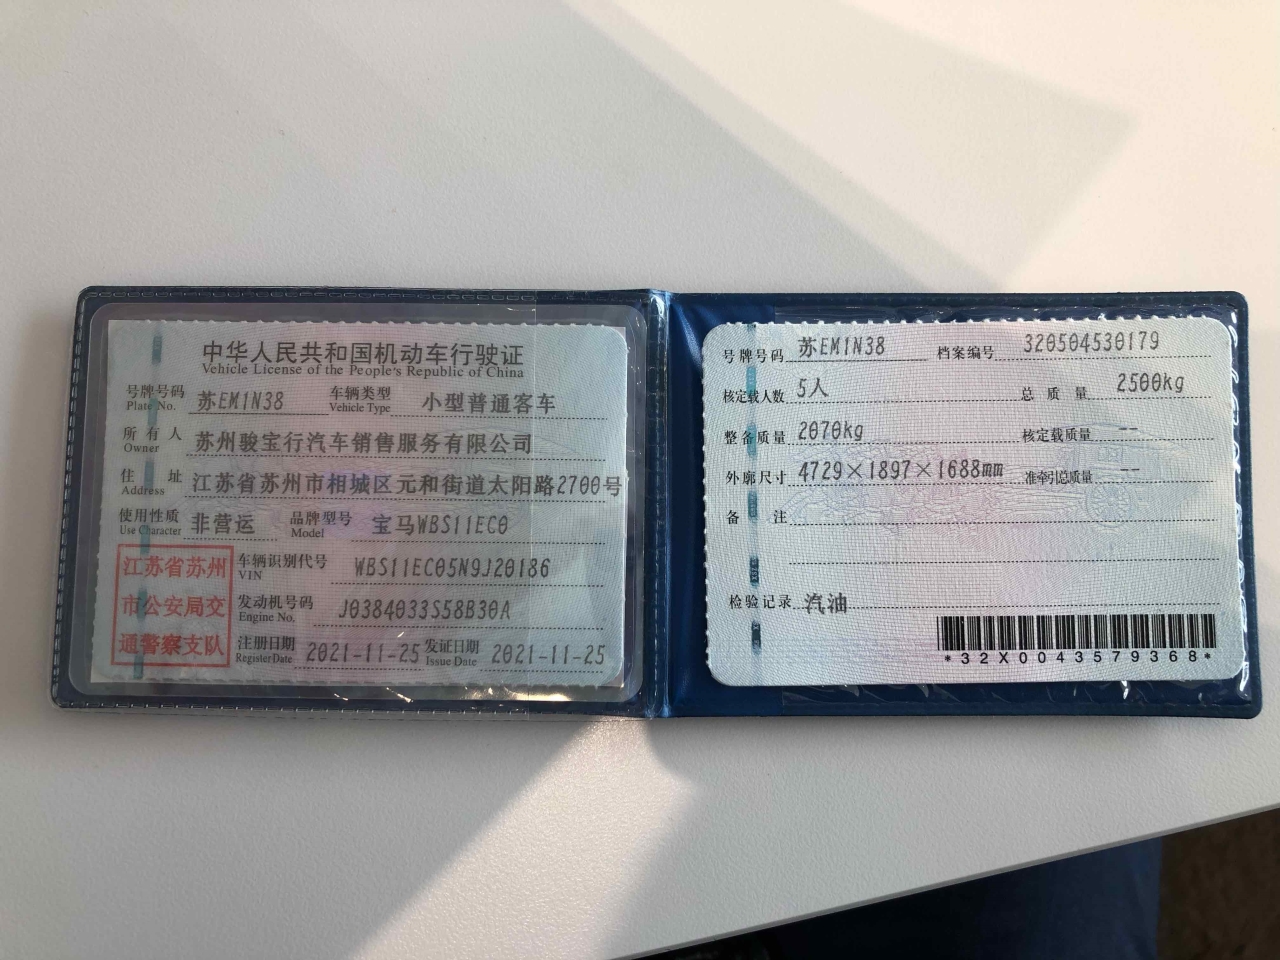 中华人民共和国机动车行驶证
Vehicle License of the People's Republic of China
号牌号码 苏EM1N38 车辆类型 小型普通客车
Plate No. Vehicle Type
所有人 苏州骏宝行汽车销售服务有限公司
Owner
住址 江苏省苏州市相城区元和街道太阳路2700号
Address
使用性质 非营运 品牌型号 宝马WBS11EC0
Use Character Model
江苏省苏州
市公安局交
通警察支队
车辆识别代号 WBS11EC05N9J20186
VIN
发动机号码 J0384033S58B30A
Engine No.
注册日期 2021-11-25 发证日期 2021-11-25
Register Date Issue Date
号牌号码 苏EM1N38 档案编号 320504530179
核定载人数 5人 总质量 2500kg
整备质量 2070kg 核定载质量 --
外廓尺寸 4729×1897×1688mm 准牵引总质量 --
备注
检验记录 汽油
*32X0043579368*